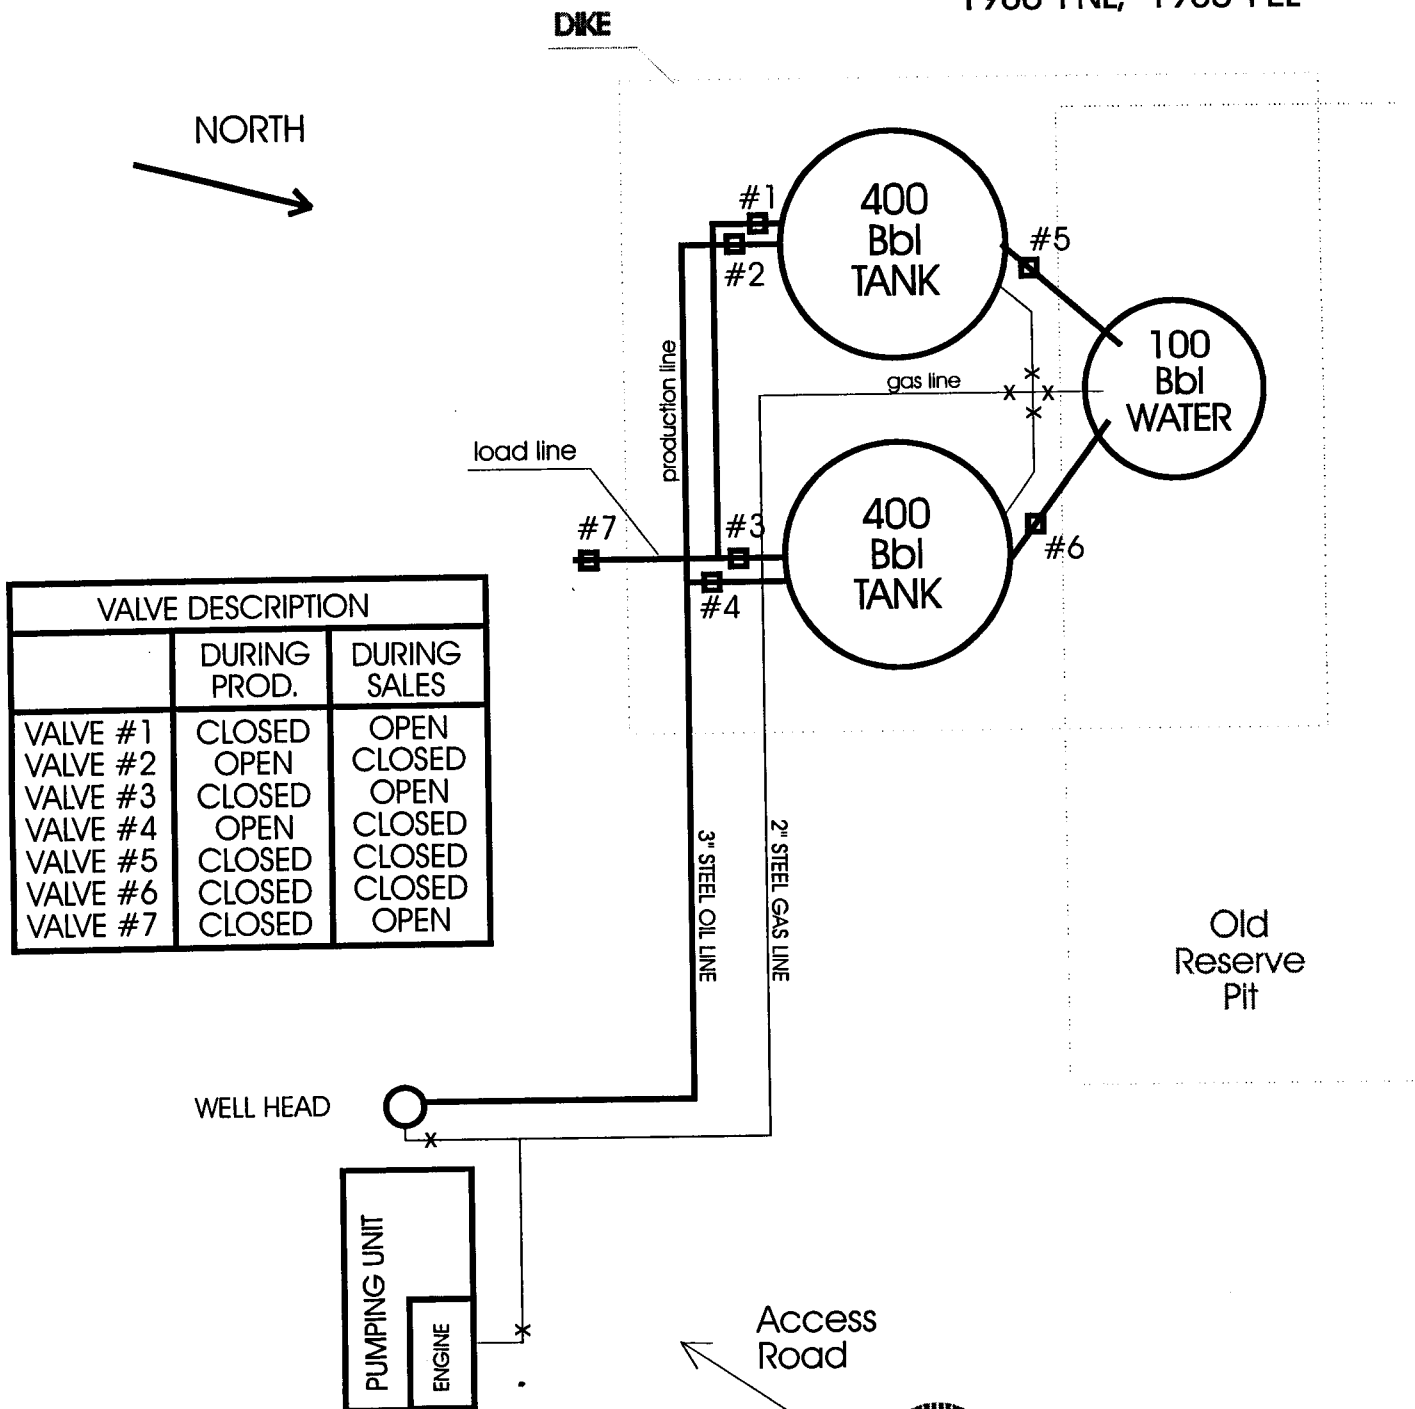 DIKE
NORTH
#1
#2
400
Bbl
TANK
#5
100
Bbl
WATER
production line
gas line
load line
#7
#3
#4
400
Bbl
TANK
#6
VALVE DESCRIPTION
DURING PROD.
DURING SALES
VALVE #1 CLOSED OPEN
VALVE #2 OPEN CLOSED
VALVE #3 CLOSED OPEN
VALVE #4 OPEN CLOSED
VALVE #5 CLOSED CLOSED
VALVE #6 CLOSED CLOSED
VALVE #7 CLOSED OPEN
3" STEEL OIL LINE
2" STEEL GAS LINE
Old
Reserve
Pit
WELL HEAD
PUMPING UNIT
ENGINE
Access
Road